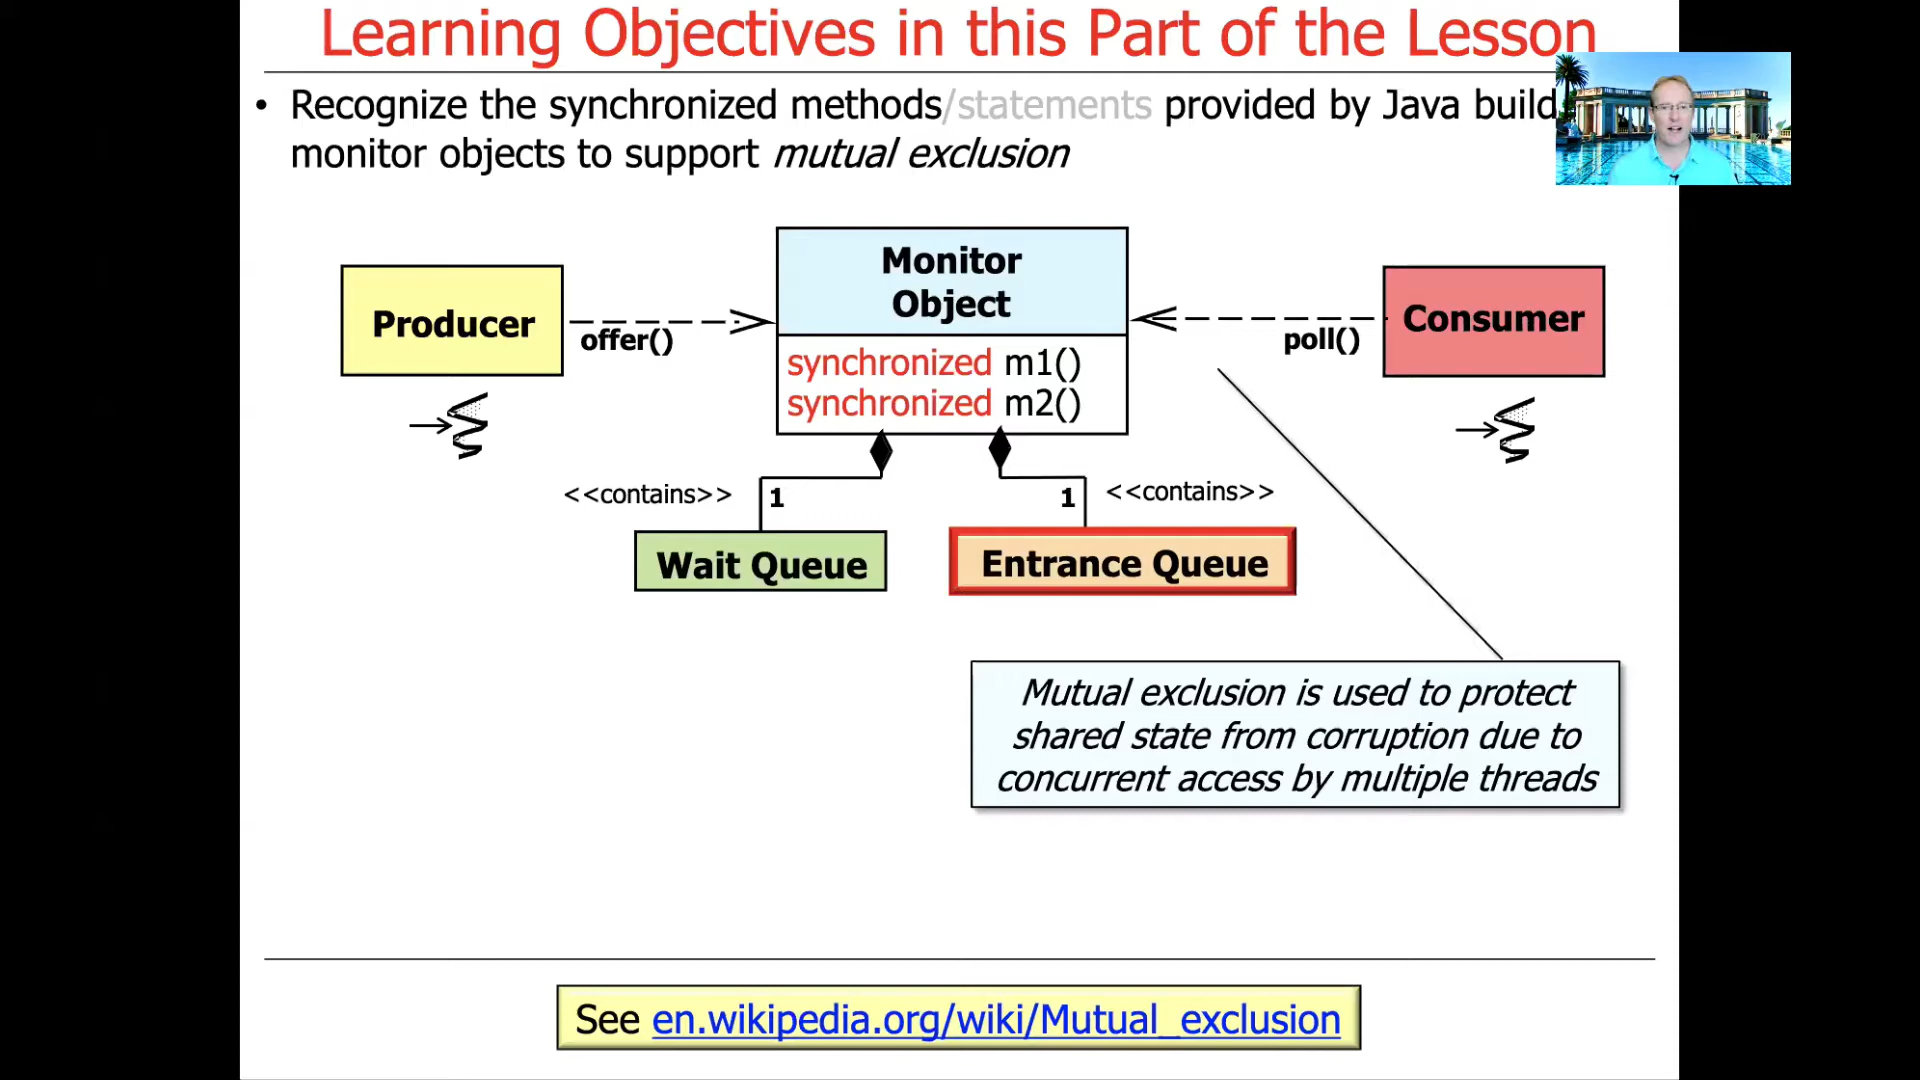 Learning Objectives in this Part of the Lesson
• Recognize the synchronized methods/statements provided by Java build
monitor objects to support mutual exclusion
Monitor
Object
Producer
offer()
Consumer
poll()
synchronized m1()
synchronized m2()
<<contains>>
1
1
<<contains>>
Wait Queue
Entrance Queue
Mutual exclusion is used to protect
shared state from corruption due to
concurrent access by multiple threads
See en.wikipedia.org/wiki/Mutual_exclusion